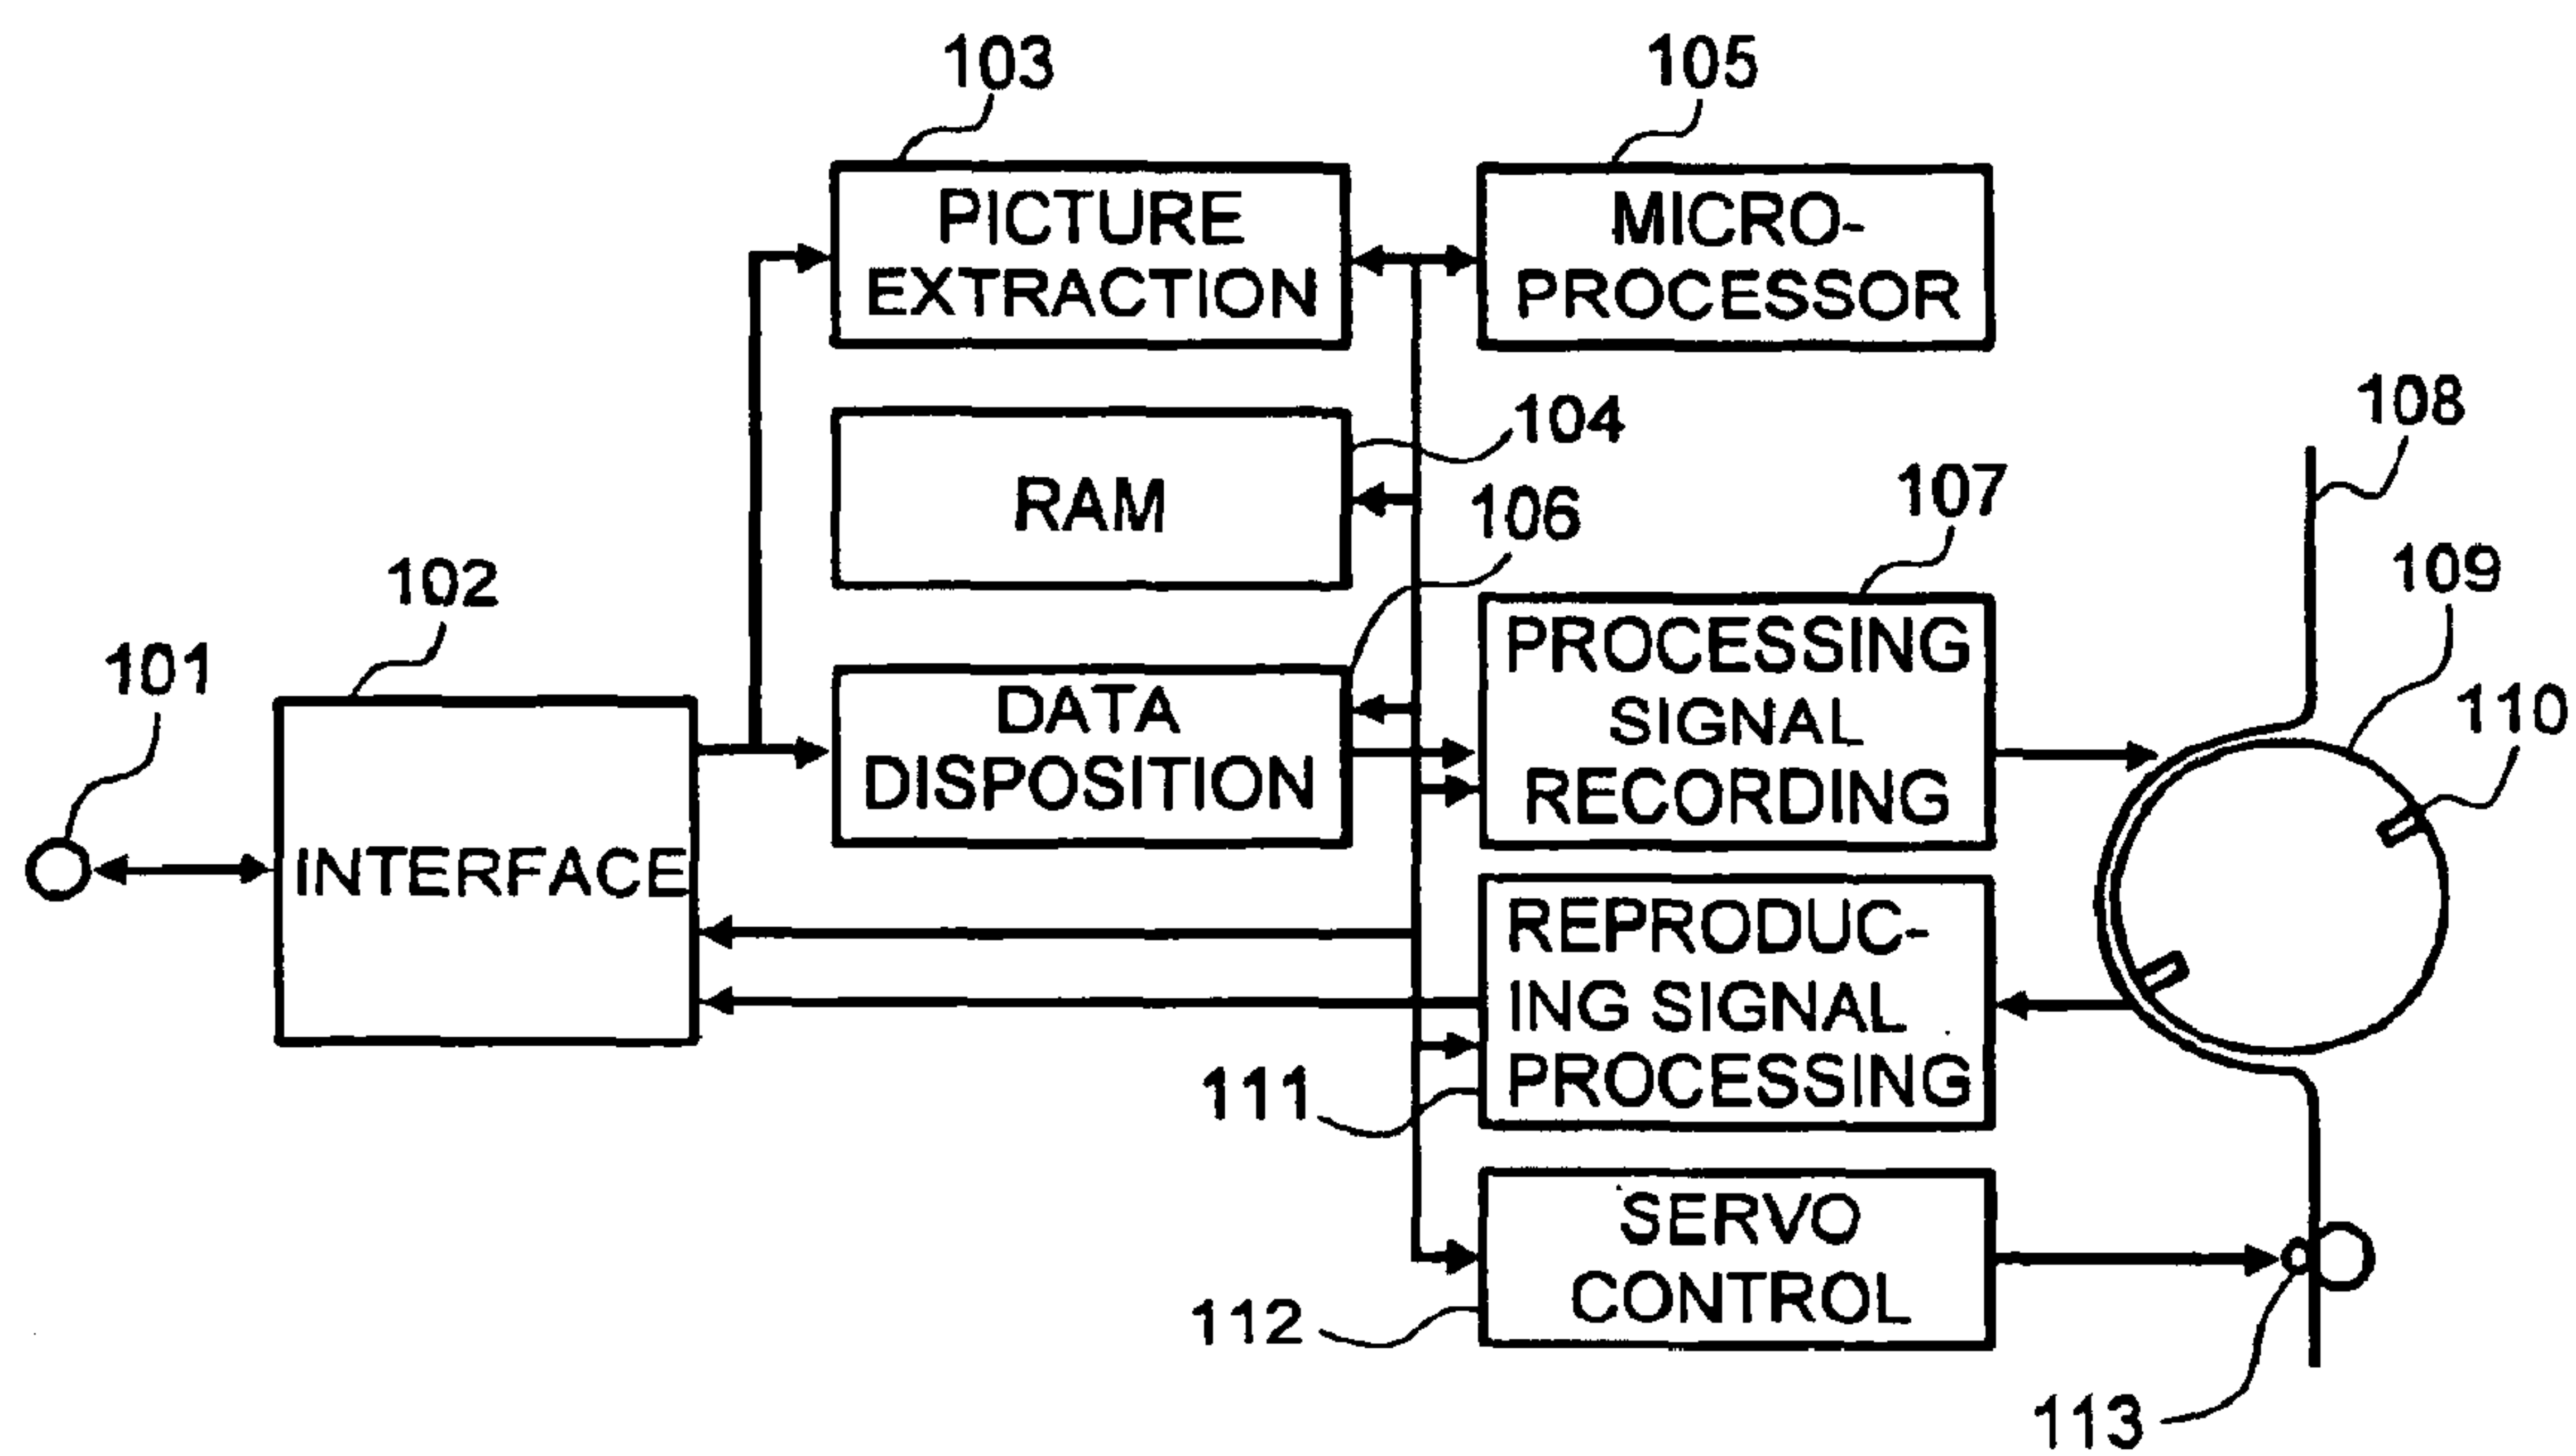 103
105
PICTURE
EXTRACTION
MICRO-
PROCESSOR
104
RAM
108
106
107
102
109
101
DATA
DISPOSITION
PROCESSING
SIGNAL
RECORDING
110
INTERFACE
REPRODUC-
ING SIGNAL
PROCESSING
111
SERVO
CONTROL
112
113